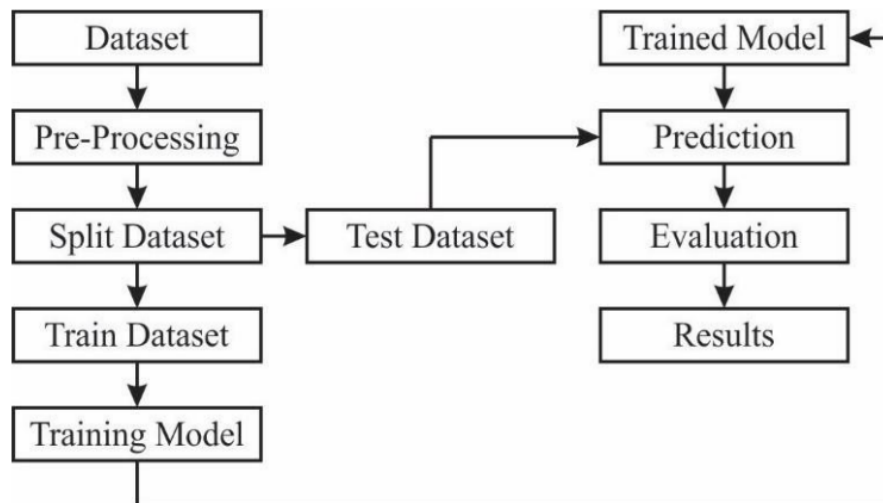 Dataset
Pre-Processing
Split Dataset
Train Dataset
Training Model
Test Dataset
Trained Model
Prediction
Evaluation
Results